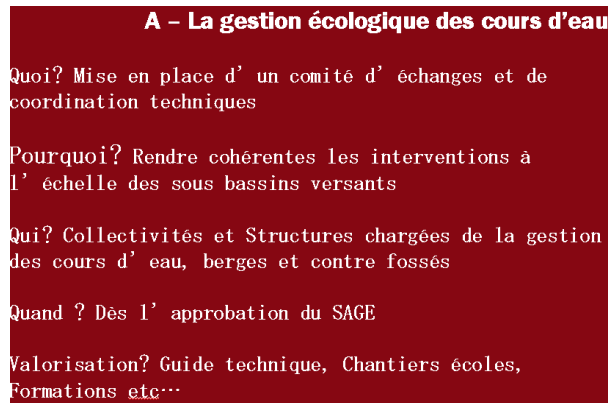 A – La gestion écologique des cours d'eau
Quoi? Mise en place d' un comité d' échanges et de
coordination techniques
Pourquoi? Rendre cohérentes les interventions à
l' échelle des sous bassins versants
Qui? Collectivités et Structures chargées de la gestion
des cours d' eau, berges et contre fossés
Quand ? Dès l' approbation du SAGE
Valorisation? Guide technique, Chantiers écoles,
Formations etc…